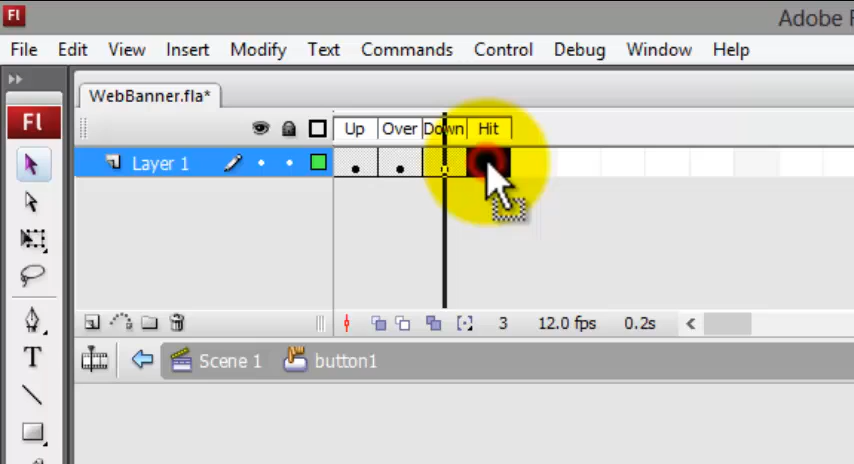 Fl
Adobe F
File Edit View Insert Modify Text Commands Control Debug Window Help
WebBanner.fla*
Fl
Up Over Down Hit
Layer 1
3 12.0 fps 0.2s
Scene 1 button1
T